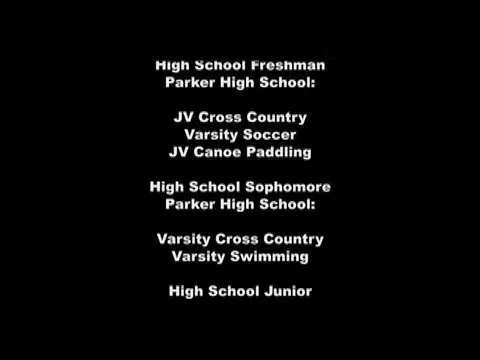 High School Freshman
Parker High School:
JV Cross Country
Varsity Soccer
JV Canoe Paddling
High School Sophomore
Parker High School:
Varsity Cross Country
Varsity Swimming
High School Junior